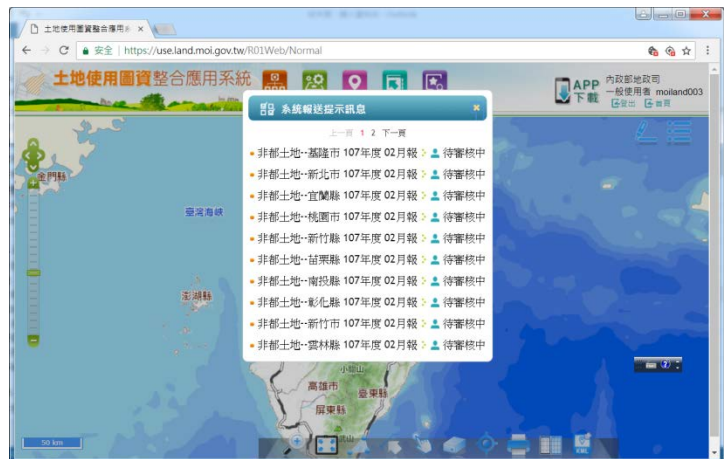 土地使用圖資整合應用系
安全 | https://use.land.moi.gov.tw/R01Web/Normal
土地使用圖資整合應用系統
APP
下載
內政部地政司
一般使用者 moiland003
登出 首頁
系統報送提示訊息
上一頁 1 2 下一頁
非都土地--基隆市 107年度 02月報 待審核中
非都土地--新北市 107年度 02月報 待審核中
非都土地--宜蘭縣 107年度 02月報 待審核中
非都土地--桃園市 107年度 02月報 待審核中
非都土地--新竹縣 107年度 02月報 待審核中
非都土地--苗栗縣 107年度 02月報 待審核中
非都土地--南投縣 107年度 02月報 待審核中
非都土地--彰化縣 107年度 02月報 待審核中
非都土地--新竹市 107年度 02月報 待審核中
非都土地--雲林縣 107年度 02月報 待審核中
金門縣
臺灣海峽
澎湖縣
高雄市
臺東縣
屏東縣
50 km
KML